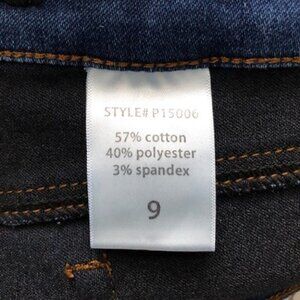 STYLE# P15006
57% cotton
40% polyester
3% spandex
9